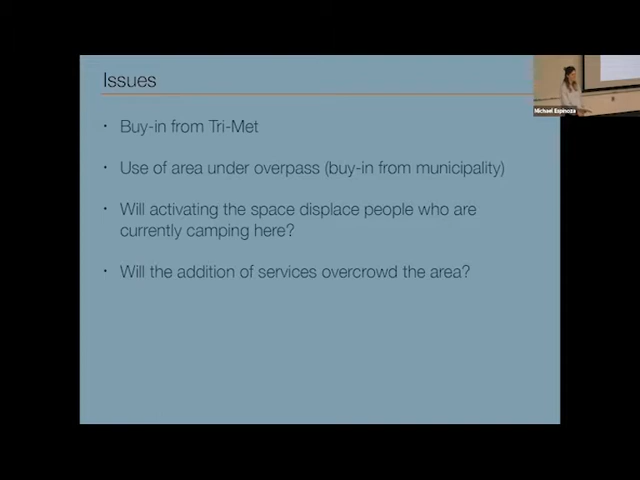 Issues
• Buy-in from Tri-Met
• Use of area under overpass (buy-in from municipality)
• Will activating the space displace people who are
currently camping here?
• Will the addition of services overcrowd the area?
Michael Espinoza